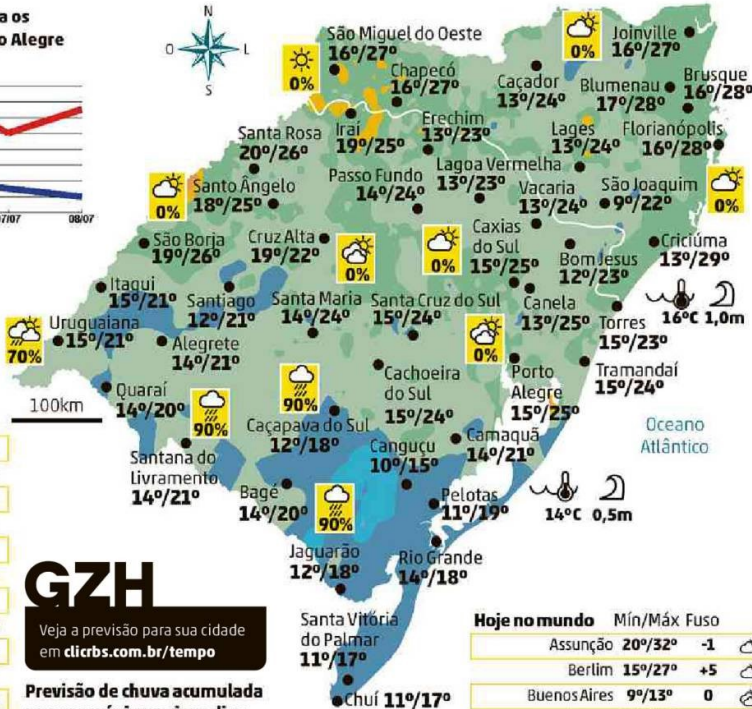 a os
o Alegre
07/07
08/07
N
O
L
S
São Miguel do Oeste
16º/27º
0%
Chapecó
16º/27º
Caçador
13º/24º
0%
Joinville
16º/27º
Blumenau
17º/28º
Brusque
16º/28º
Erechim
13º/23º
Iraí
19º/25º
Lages
13º/24º
Florianópolis
16º/28º
Santa Rosa
20º/26º
Lagoa Vermelha
13º/23º
Passo Fundo
14º/24º
Vacaria
13º/24º
São Joaquim
9º/22º
0%
0%
Santo Ângelo
18º/25º
São Borja
19º/26º
Cruz Alta
19º/22º
0%
0%
Caxias
do Sul
15º/25º
Bom Jesus
12º/23º
Criciúma
13º/29º
Itaqui
15º/21º
Santiago
12º/21º
Santa Maria
14º/24º
Santa Cruz do Sul
15º/24º
Canela
13º/25º
Torres
15º/23º
16ºC 1,0m
70%
Uruguaiana
15º/21º
Alegrete
14º/21º
0%
Cachoeira
do Sul
15º/24º
Porto
Alegre
15º/25º
Tramandaí
15º/24º
Quaraí
14º/20º
100km
90%
90%
Caçapava do Sul
12º/18º
Camaquã
14º/21º
Oceano
Atlântico
Santana do
Livramento
14º/21º
Canguçu
10º/15º
Bagé
14º/20º
90%
Pelotas
11º/19º
14ºC 0,5m
Jaguarão
12º/18º
Rio Grande
14º/18º
GZH
Veja a previsão para sua cidade
em clicrbs.com.br/tempo
Santa Vitória
do Palmar
11º/17º
Chuí 11º/17º
Previsão de chuva acumulada
Hoje no mundo Mín/Máx Fuso
Assunção 20º/32º -1
Berlim 15º/27º +5
Buenos Aires 9º/13º 0